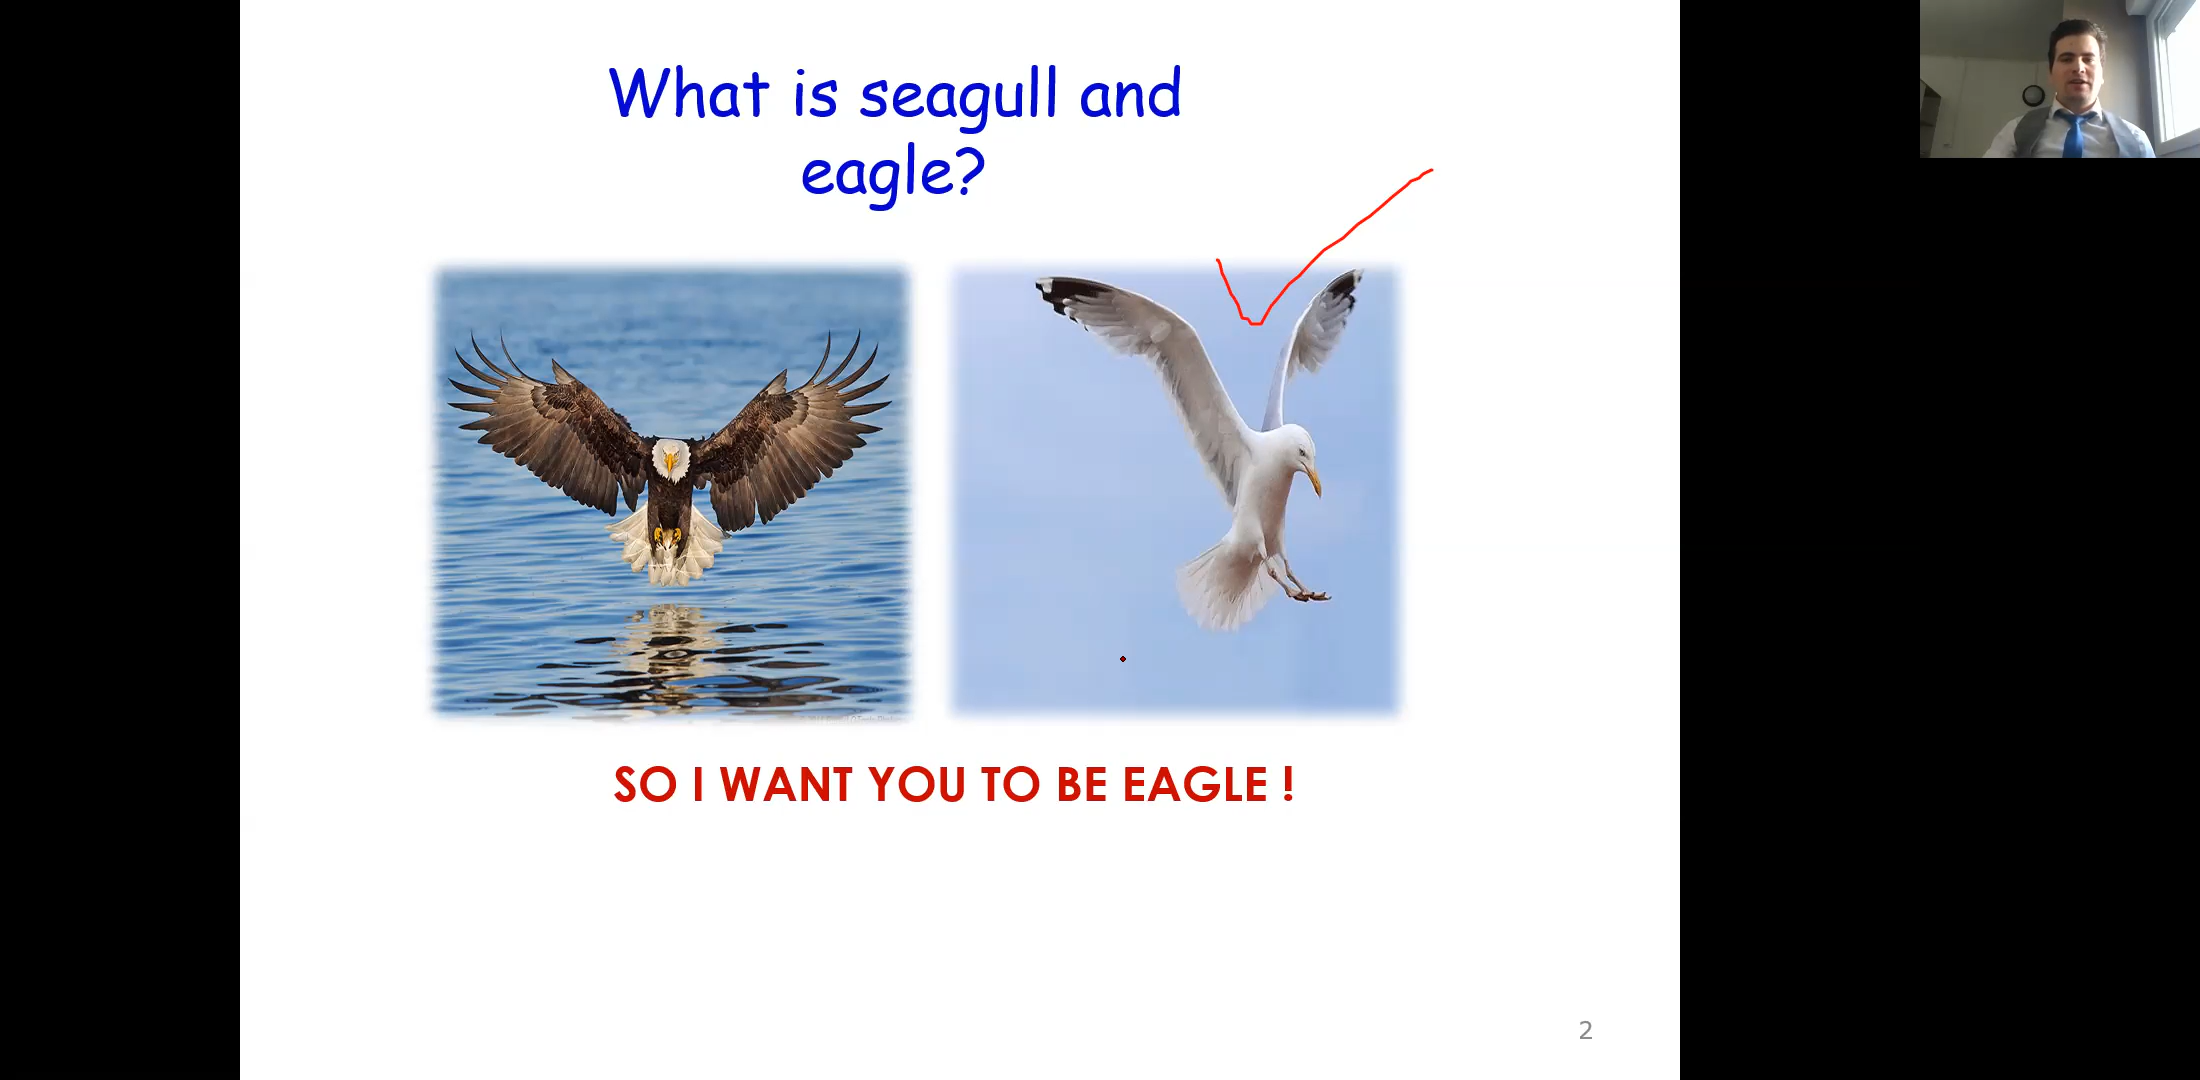 What is seagull and
eagle?
SO I WANT YOU TO BE EAGLE !
2